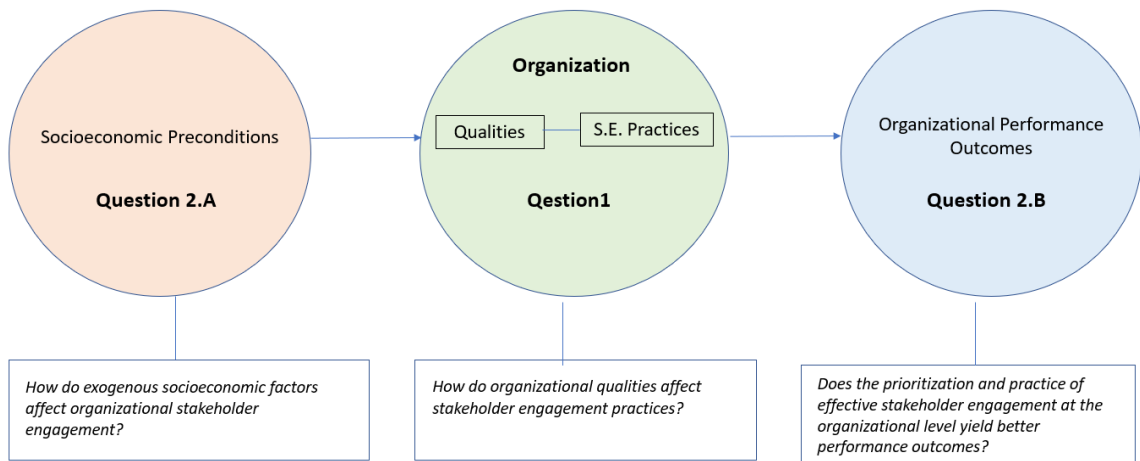 Socioeconomic Preconditions
Question 2.A
Organization
Qualities
S.E. Practices
Qestion1
Organizational Performance
Outcomes
Question 2.B
How do exogenous socioeconomic factors
affect organizational stakeholder
engagement?
How do organizational qualities affect
stakeholder engagement practices?
Does the prioritization and practice of
effective stakeholder engagement at the
organizational level yield better
performance outcomes?